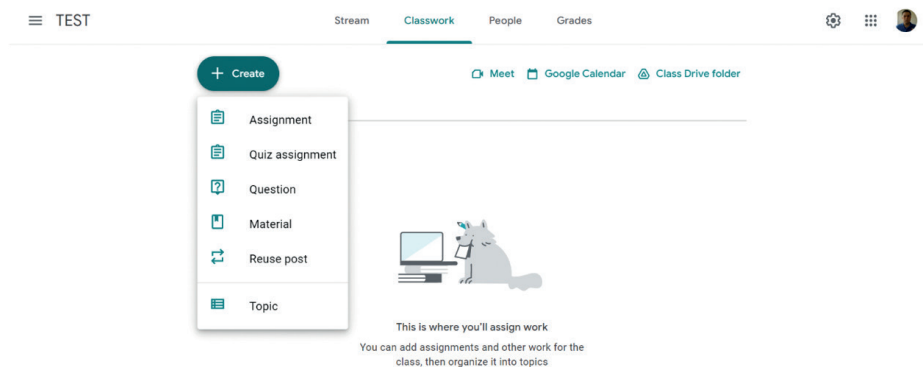 TEST
Stream Classwork People Grades
+ Create
Meet Google Calendar Class Drive folder
Assignment
Quiz assignment
Question
Material
Reuse post
Topic
This is where you'll assign work
You can add assignments and other work for the
class, then organize it into topics